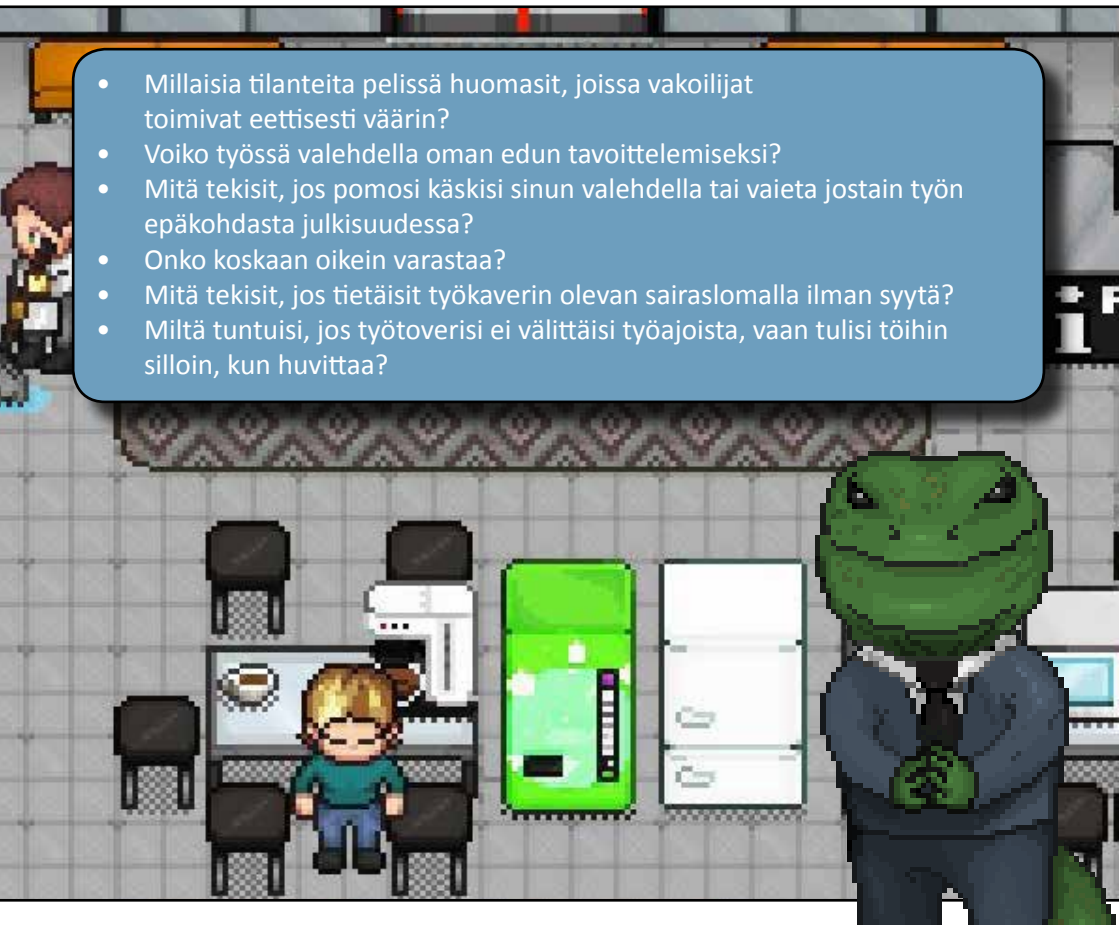 • Millaisia tilanteita pelissä huomasit, joissa vakoilijat
toimivat eettisesti väärin?
• Voiko työssä valehdella oman edun tavoittelemiseksi?
• Mitä tekisit, jos pomosi käskisi sinun valehdella tai vaieta jostain työn
epäkohdasta julkisuudessa?
• Onko koskaan oikein varastaa?
• Mitä tekisit, jos tietäisit työkaverin olevan sairaslomalla ilman syytä?
• Miltä tuntuisi, jos työtoverisi ei välittäisi työajoista, vaan tulisi töihin
silloin, kun huvittaa?